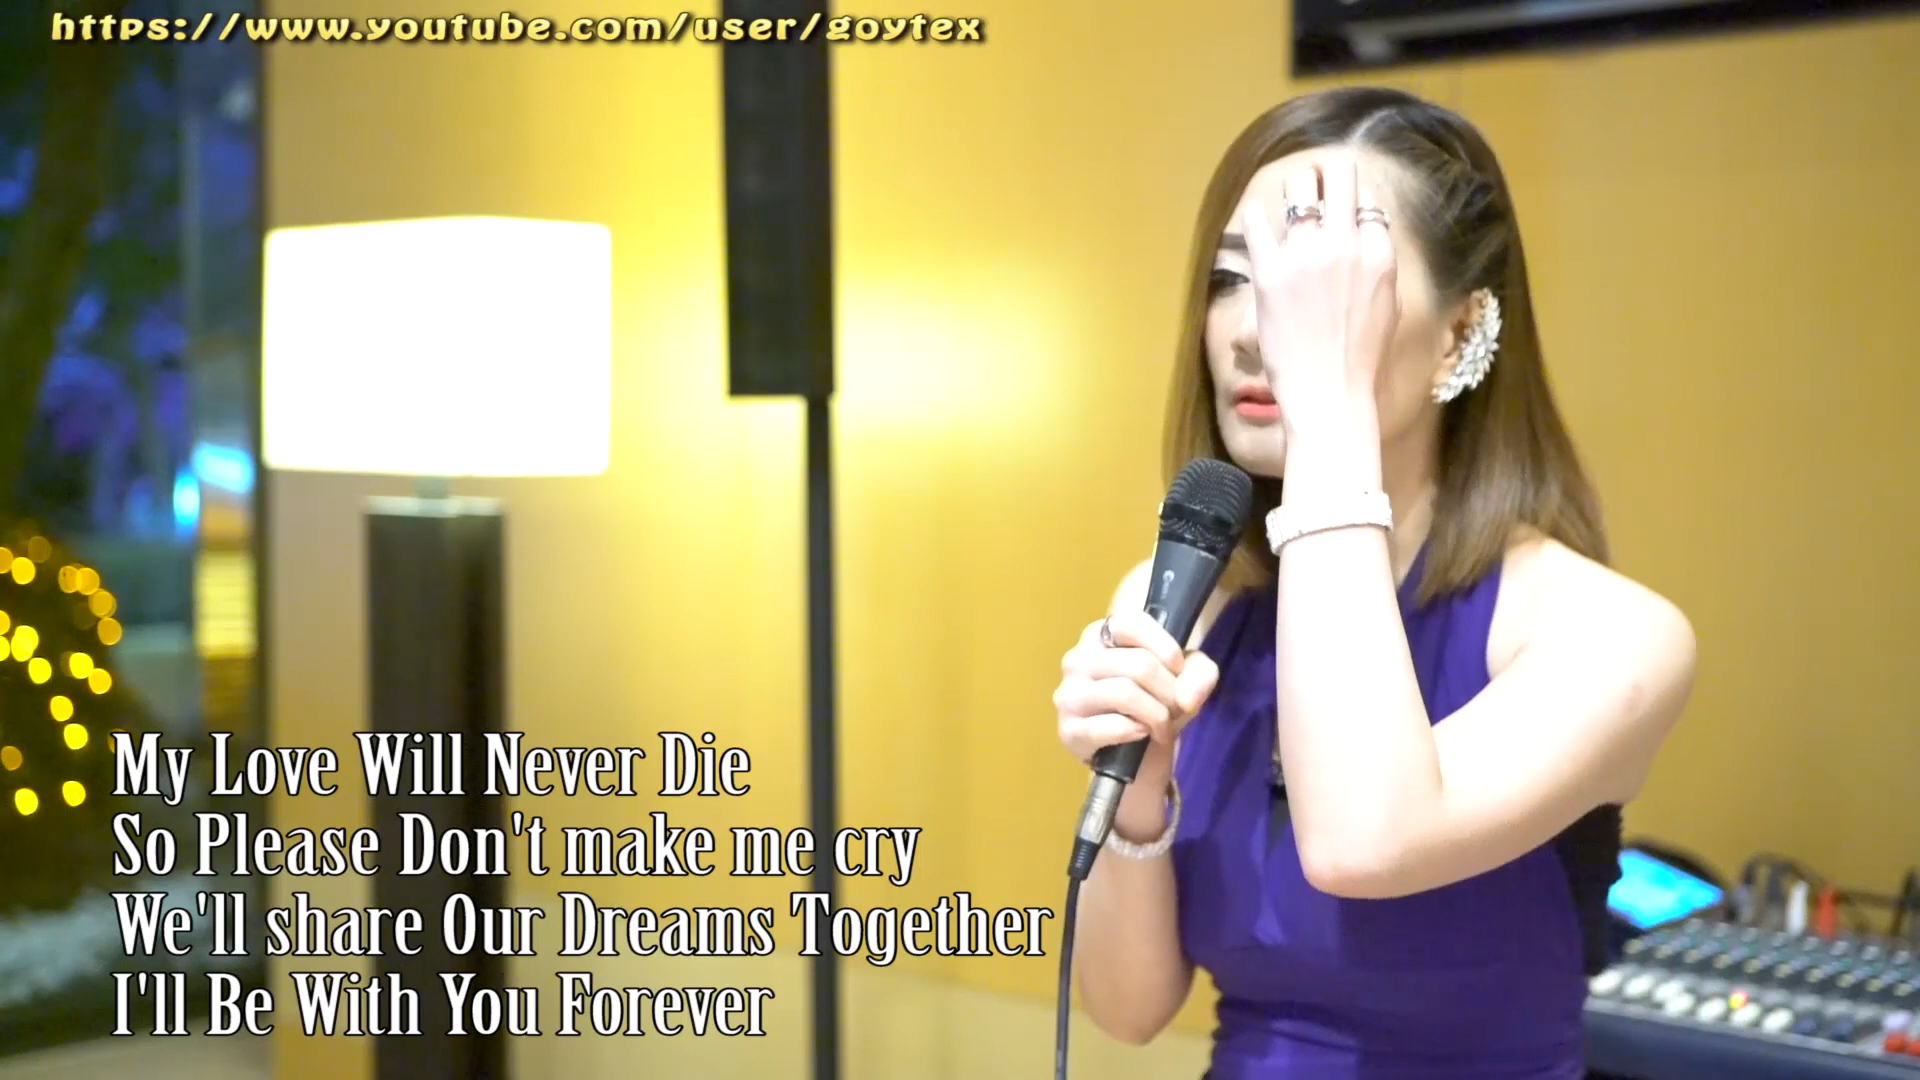 https://www.youtube.com/user/goytex
My Love Will Never Die
So Please Don't make me cry
We'll share Our Dreams Together
I'll Be With You Forever